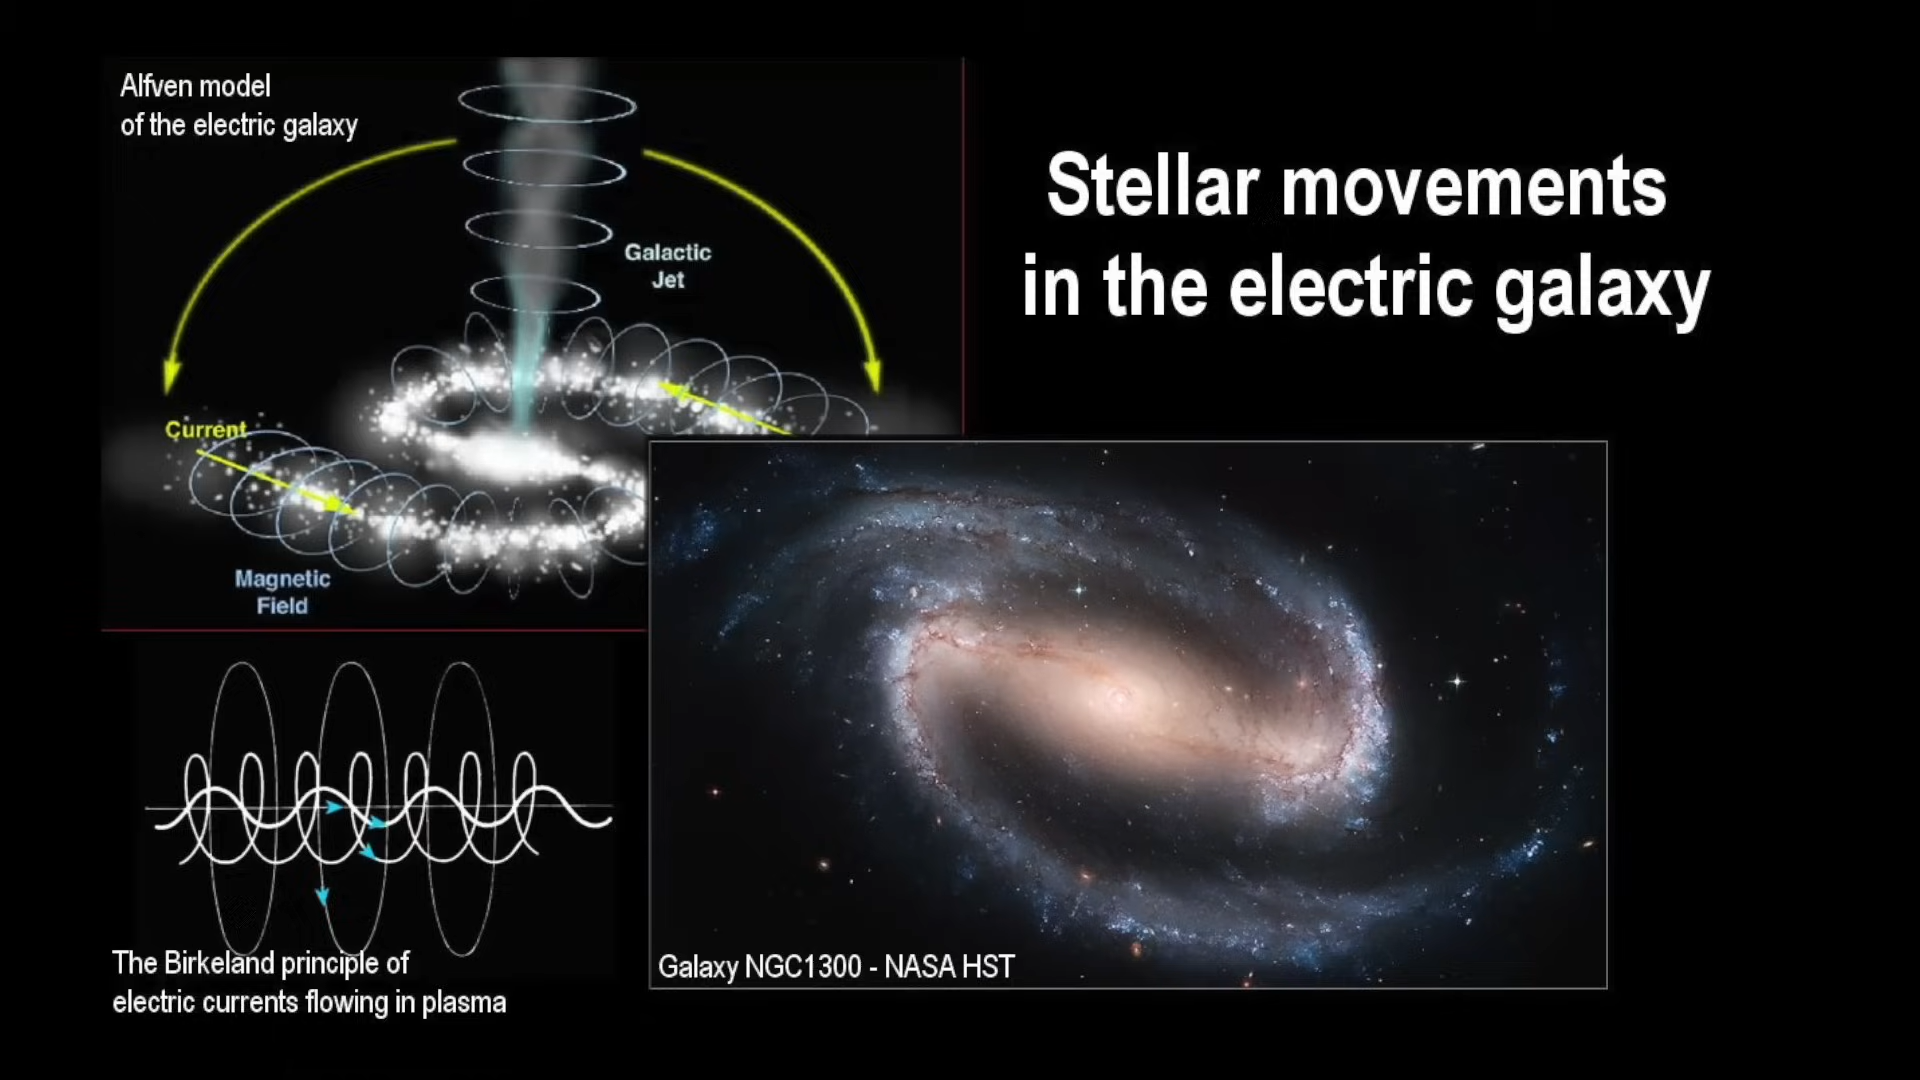 Alfven model
of the electric galaxy
Stellar movements
in the electric galaxy
Galactic
Jet
Current
Magnetic
Field
The Birkeland principle of
electric currents flowing in plasma
Galaxy NGC1300 - NASA HST